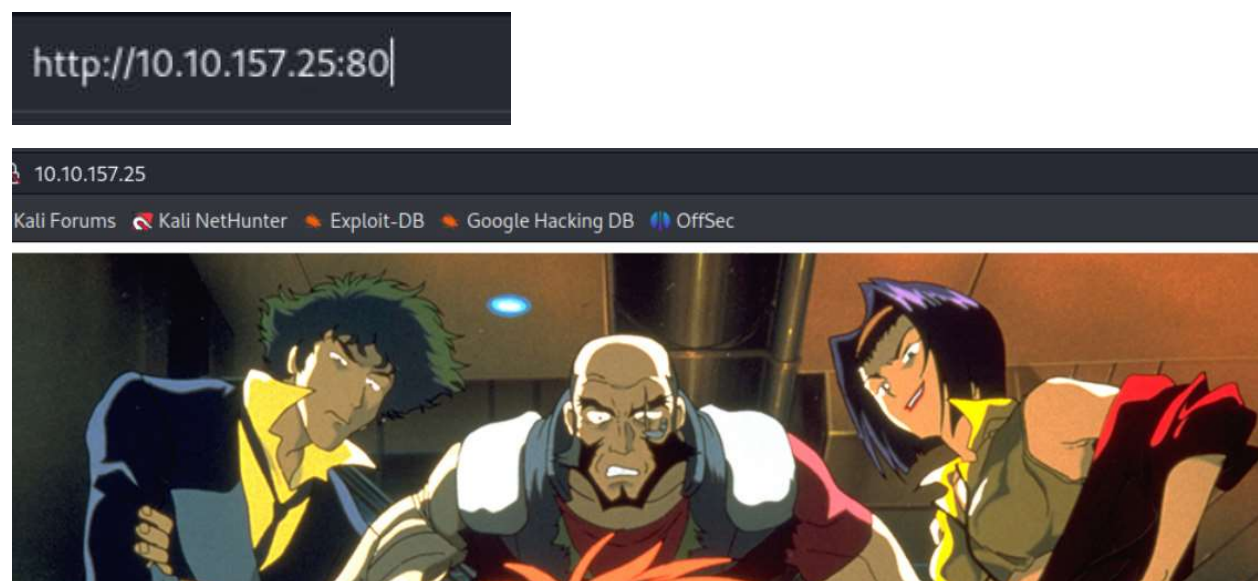 http://10.10.157.25:80
10.10.157.25
Kali Forums Kali NetHunter Exploit-DB Google Hacking DB OffSec